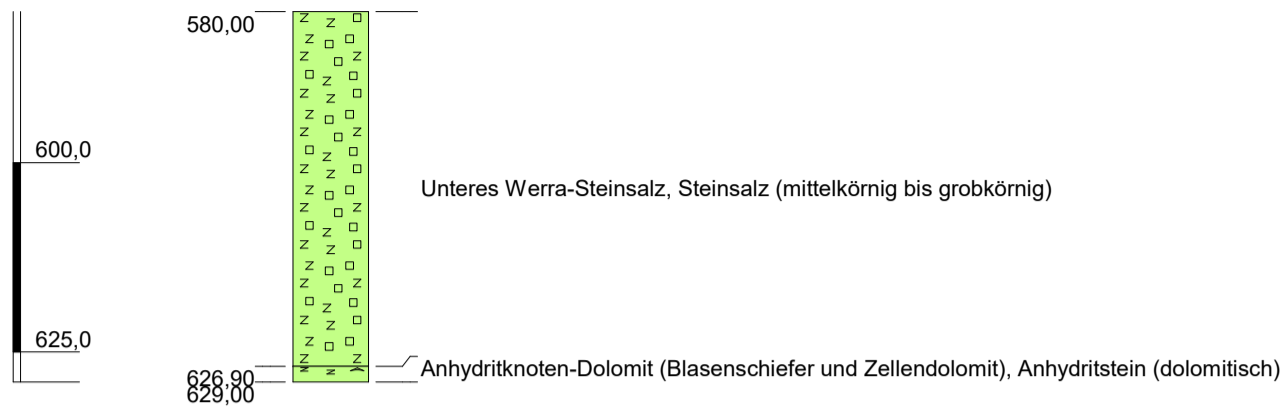 580,00
600,0
Unteres Werra-Steinsalz, Steinsalz (mittelkörnig bis grobkörnig)
625,0
Anhydritknoten-Dolomit (Blasenschiefer und Zellendolomit), Anhydritstein (dolomitisch)
626,90
629,00